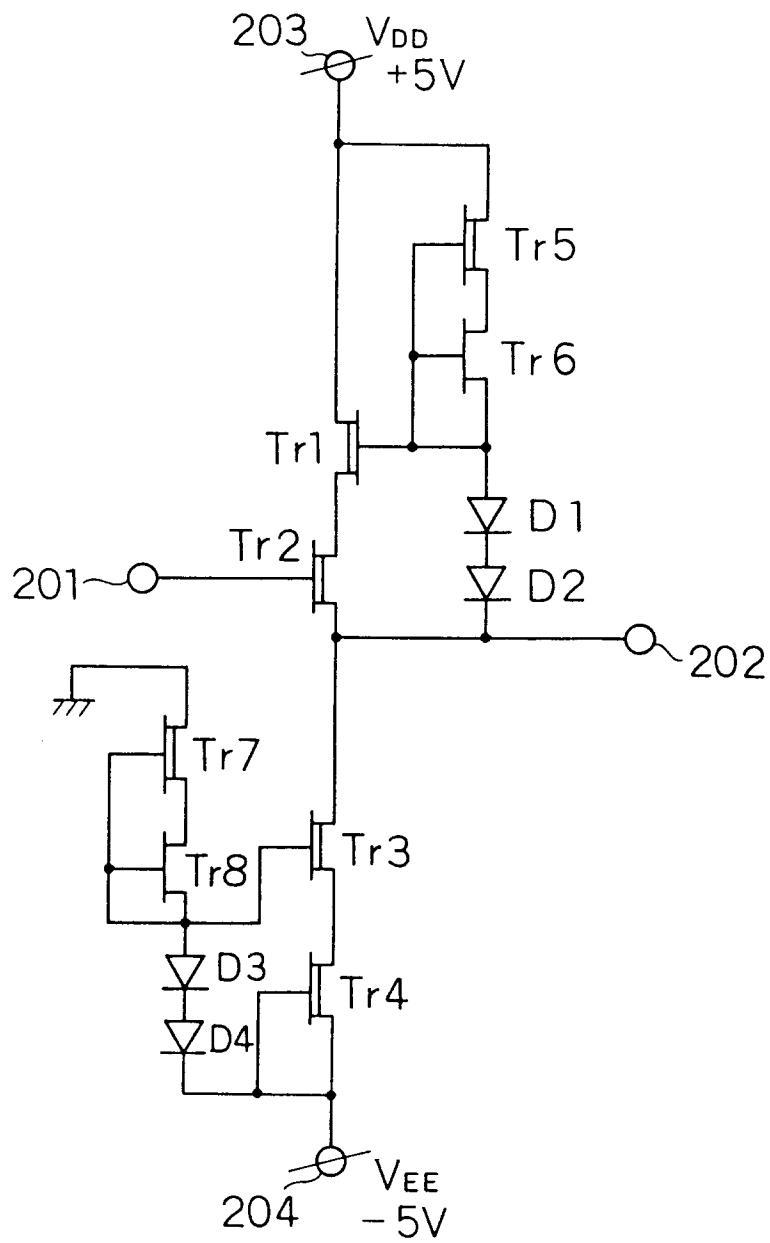 203
VDD
+5V
Tr5
Tr6
Tr1
D1
Tr2
D2
201
202
Tr7
Tr3
Tr8
D3
Tr4
D4
VEE
204
-5V